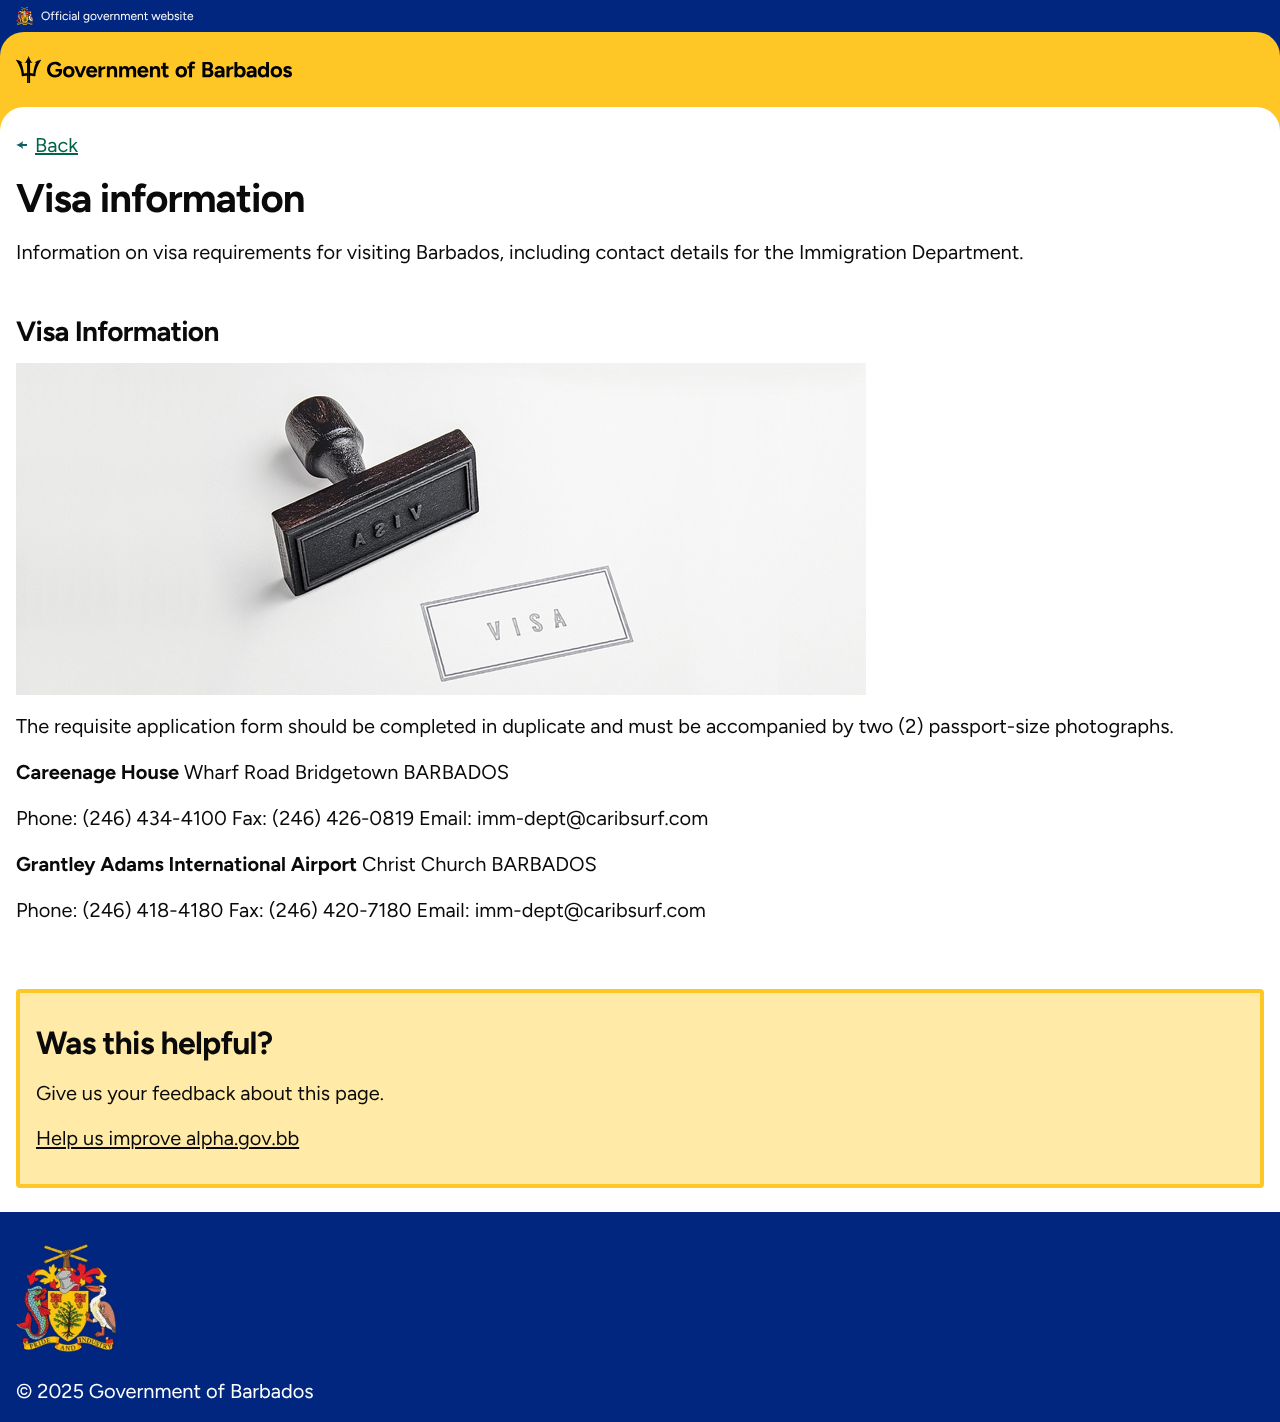 Official government website
Government of Barbados
Back
Visa information
Information on visa requirements for visiting Barbados, including contact details for the Immigration Department.
Visa Information
VISA
VISA
The requisite application form should be completed in duplicate and must be accompanied by two (2) passport-size photographs.
Careenage House Wharf Road Bridgetown BARBADOS
Phone: (246) 434-4100 Fax: (246) 426-0819 Email: imm-dept@caribsurf.com
Grantley Adams International Airport Christ Church BARBADOS
Phone: (246) 418-4180 Fax: (246) 420-7180 Email: imm-dept@caribsurf.com
Was this helpful?
Give us your feedback about this page.
Help us improve alpha.gov.bb
PRIDE AND INDUSTRY
© 2025 Government of Barbados